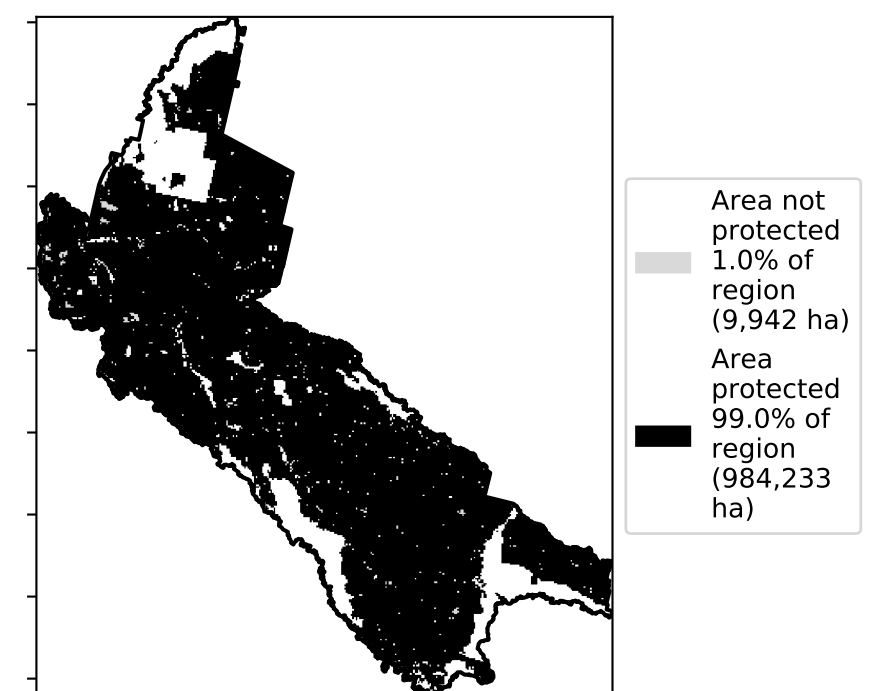 Area not
protected
1.0% of
region
(9,942 ha)
Area
protected
99.0% of
region
(984,233
ha)